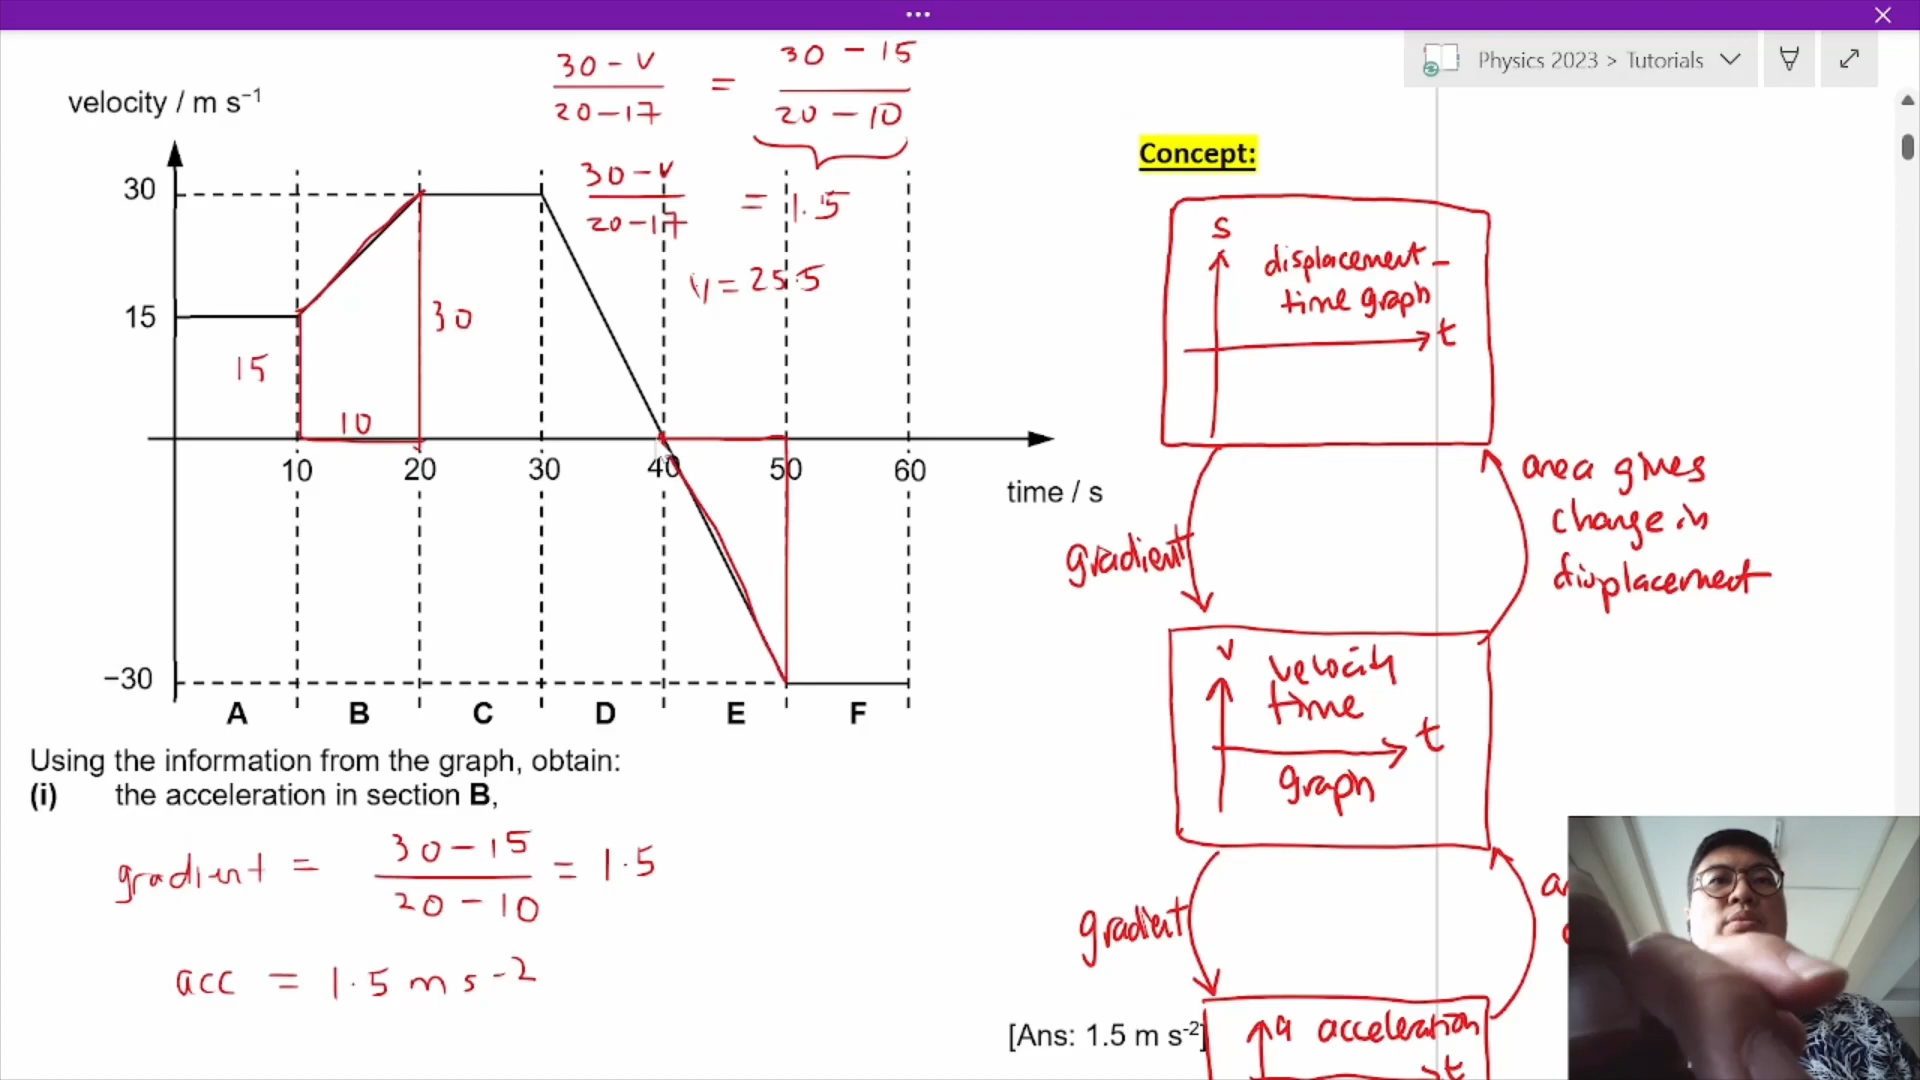 •••
Physics 2023 > Tutorials
velocity / m s⁻¹
30 - v / 20 - 17 = 30 - 15 / 20 - 10
30 - v / 20 - 17 = 1.5
v = 25.5
30
15
-30
15
10
30
10 20 30 40 50 60
time / s
A B C D E F
Using the information from the graph, obtain:
(i) the acceleration in section B,
gradient = 30 - 15 / 20 - 10 = 1.5
acc = 1.5 m s-2
[Ans: 1.5 m s⁻²]
Concept:
s
displacement -
time graph
t
gradient
area gives
change in
displacement
v
velocity
time
t
graph
gradient
a acceleration
t